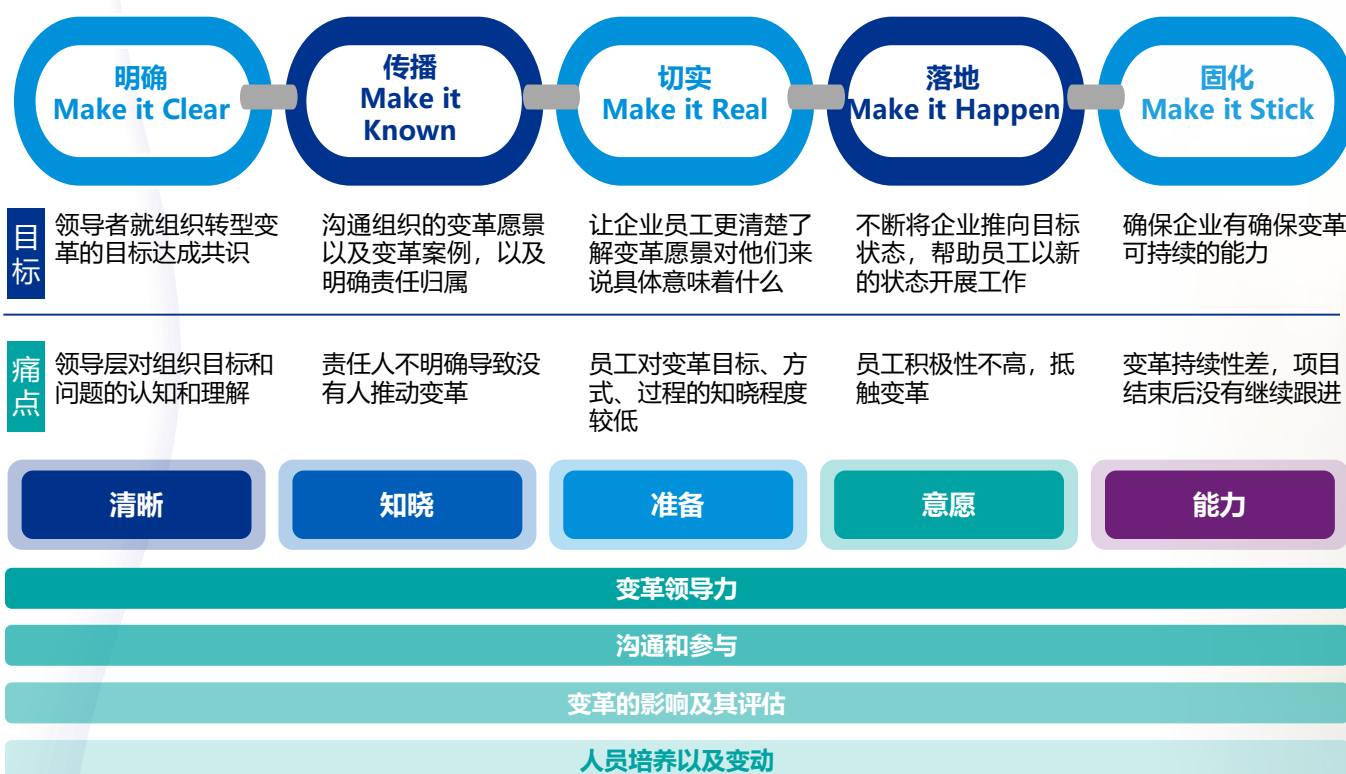 明确
Make it Clear
传播
Make it
Known
切实
Make it Real
落地
Make it Happen
固化
Make it Stick
目
标
领导者就组织转型变
革的目标达成共识
沟通组织的变革愿景
以及变革案例，以及
明确责任归属
让企业员工更清楚了
解变革愿景对他们来
说具体意味着什么
不断将企业推向目标
状态，帮助员工以新
的状态开展工作
确保企业有确保变革
可持续的能力
痛
点
领导层对组织目标和
问题的认知和理解
责任人不明确导致没
有人推动变革
员工对变革目标、方
式、过程的知晓程度
较低
员工积极性不高，抵
触变革
变革持续性差，项目
结束后没有继续跟进
清晰
知晓
准备
意愿
能力
变革领导力
沟通和参与
变革的影响及其评估
人员培养以及变动